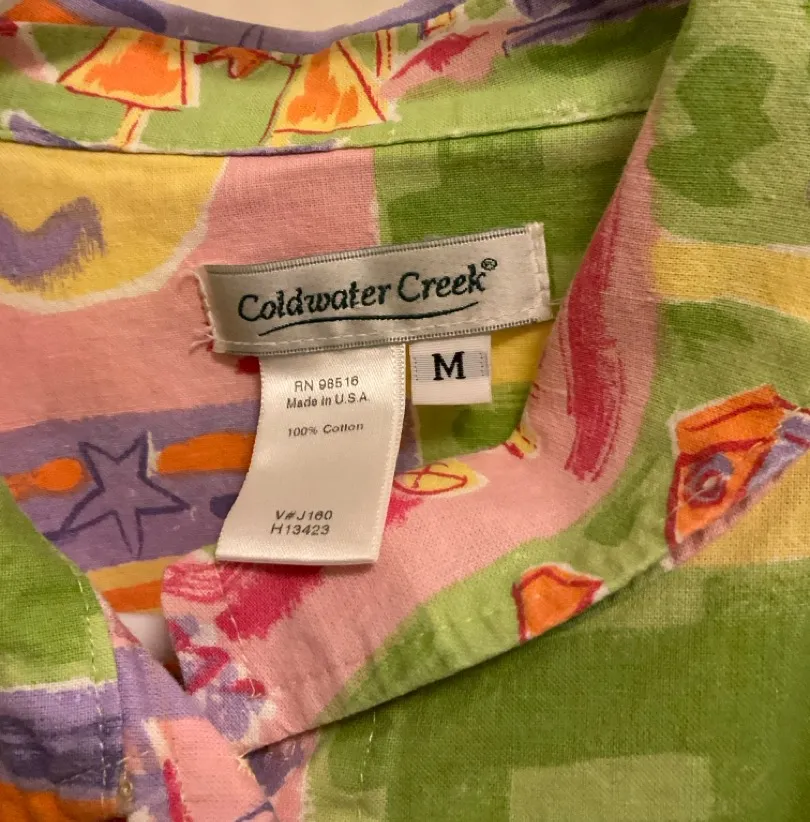 Coldwater Creek®
M
RN 98516
Made in U.S.A
100% Cotton
V#J160
H13423